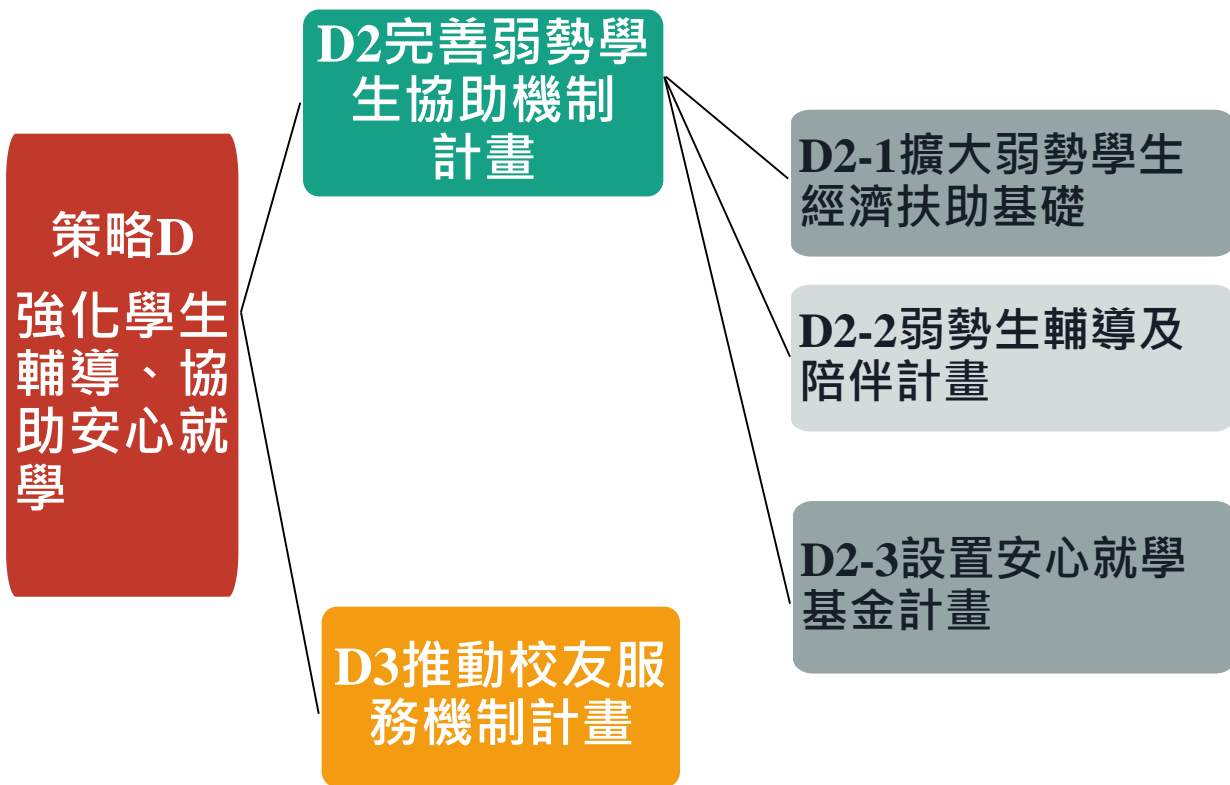 策略D
強化學生
輔導、協
助安心就
學
D2完善弱勢學
生協助機制
計畫
D2-1擴大弱勢學生
經濟扶助基礎
D2-2弱勢生輔導及
陪伴計畫
D2-3設置安心就學
基金計畫
D3推動校友服
務機制計畫